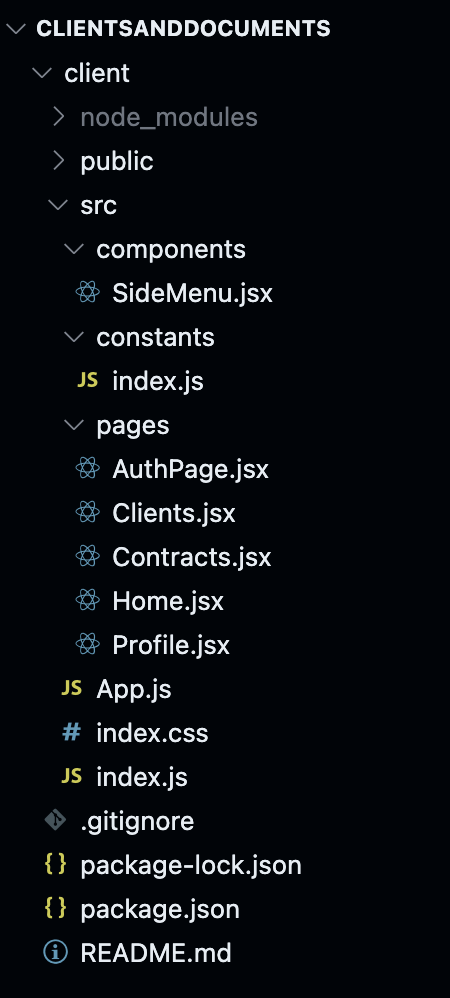 CLIENTSANDDOCUMENTS
client
node_modules
public
src
components
SideMenu.jsx
constants
JS index.js
pages
AuthPage.jsx
Clients.jsx
Contracts.jsx
Home.jsx
Profile.jsx
JS App.js
# index.css
JS index.js
.gitignore
{} package-lock.json
{} package.json
README.md